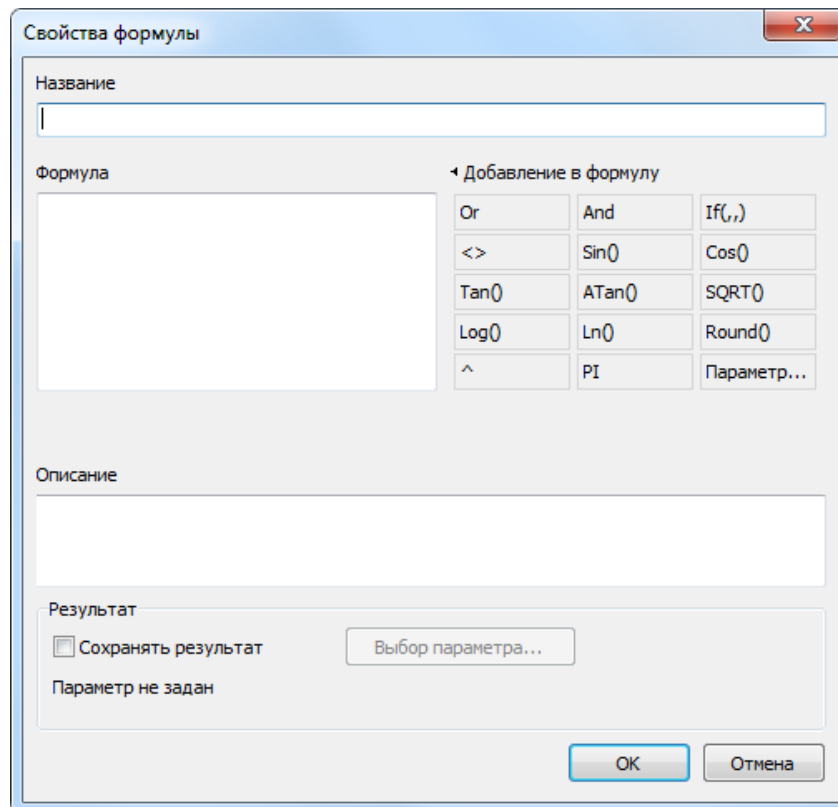 Свойства формулы
Название
Формула
Добавление в формулу
Or And If(,,)
<> Sin() Cos()
Tan() ATan() SQRT()
Log() Ln() Round()
^ PI Параметр...
Описание
Результат
Сохранять результат Выбор параметра...
Параметр не задан
OK Отмена